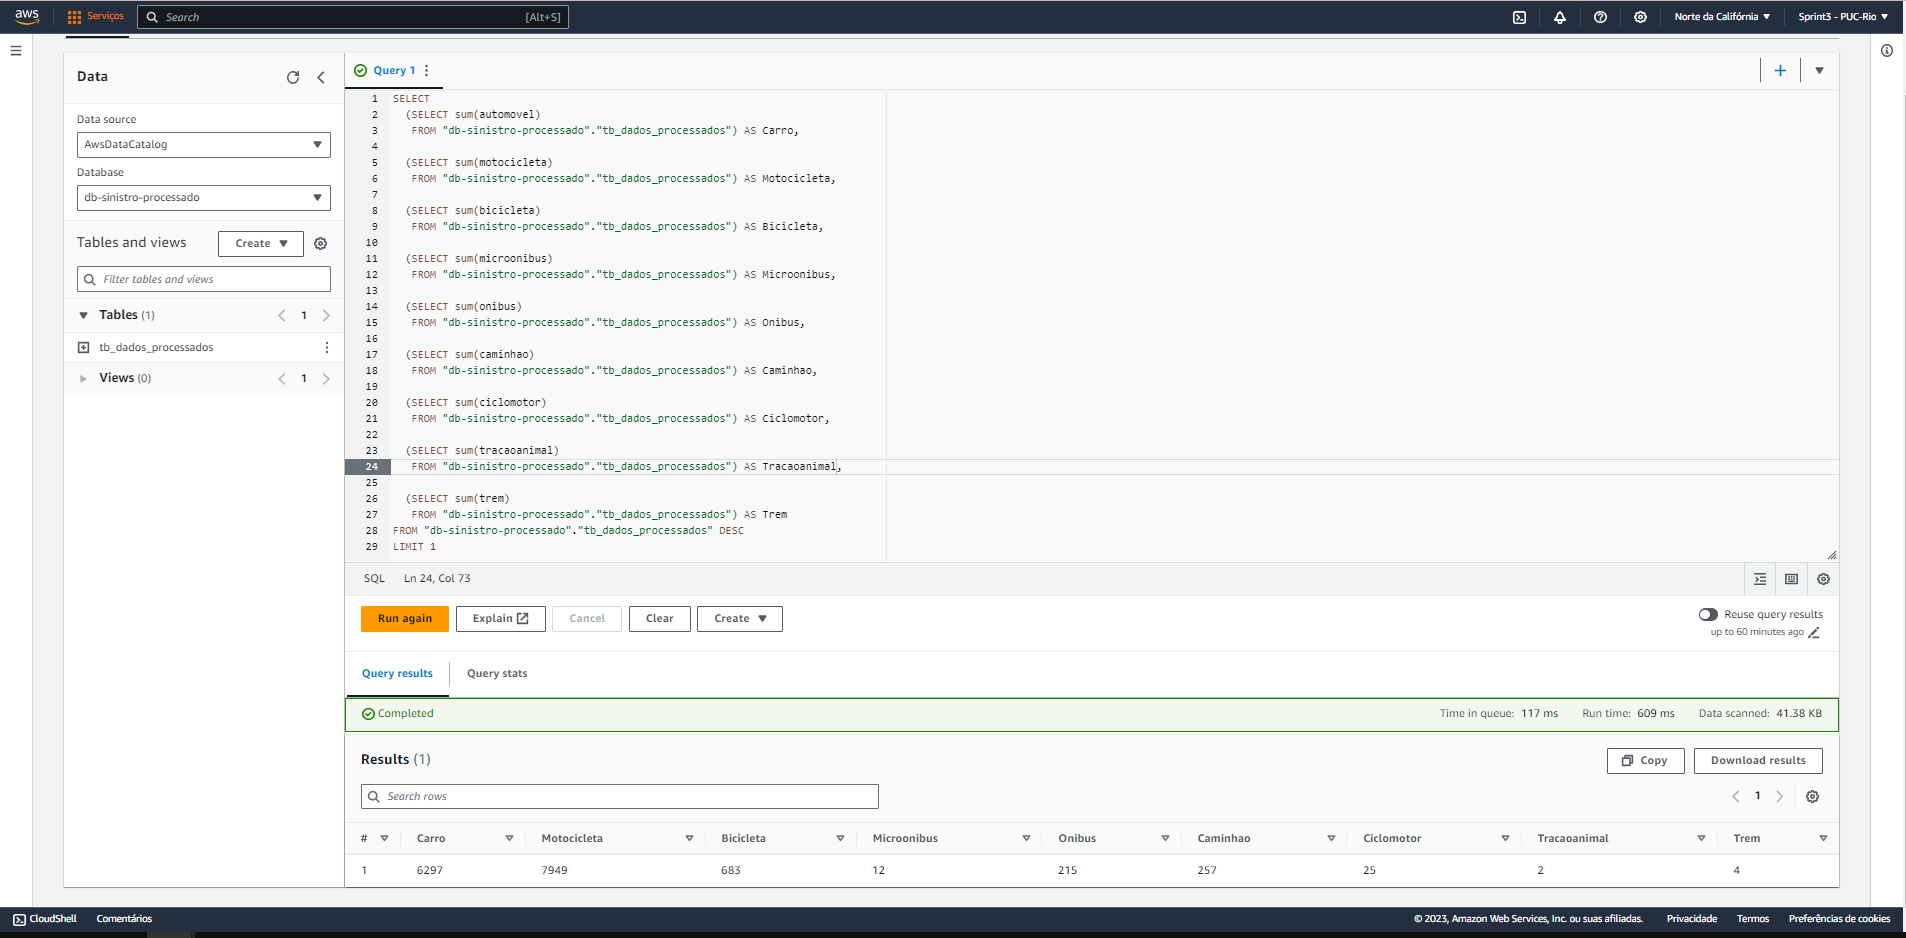 aws
Serviços
Search
[Alt+S]
Norte da Califórnia
Sprint3 - PUC-Rio
Data
Data source
AwsDataCatalog
Database
db-sinistro-processado
Tables and views
Create
Filter tables and views
Tables (1)
1
tb_dados_processados
Views (0)
1
Query 1
1 SELECT
2 (SELECT sum(automovel)
3 FROM "db-sinistro-processado"."tb_dados_processados") AS Carro,
4
5 (SELECT sum(motocicleta)
6 FROM "db-sinistro-processado"."tb_dados_processados") AS Motocicleta,
7
8 (SELECT sum(bicicleta)
9 FROM "db-sinistro-processado"."tb_dados_processados") AS Bicicleta,
10
11 (SELECT sum(microonibus)
12 FROM "db-sinistro-processado"."tb_dados_processados") AS Microonibus,
13
14 (SELECT sum(onibus)
15 FROM "db-sinistro-processado"."tb_dados_processados") AS Onibus,
16
17 (SELECT sum(caminhao)
18 FROM "db-sinistro-processado"."tb_dados_processados") AS Caminhao,
19
20 (SELECT sum(ciclomotor)
21 FROM "db-sinistro-processado"."tb_dados_processados") AS Ciclomotor,
22
23 (SELECT sum(tracaoanimal)
24 FROM "db-sinistro-processado"."tb_dados_processados") AS Tracaoanimal,
25
26 (SELECT sum(trem)
27 FROM "db-sinistro-processado"."tb_dados_processados") AS Trem
28 FROM "db-sinistro-processado"."tb_dados_processados" DESC
29 LIMIT 1
SQL Ln 24, Col 73
Run again
Explain
Cancel
Clear
Create
Reuse query results
up to 60 minutes ago
Query results
Query stats
Completed
Time in queue: 117 ms
Run time: 609 ms
Data scanned: 41.38 KB
Results (1)
Copy
Download results
Search rows
1
# Carro Motocicleta Bicicleta Microonibus Onibus Caminhao Ciclomotor Tracaoanimal Trem
1 6297 7949 683 12 215 257 25 2 4
CloudShell
Comentários
© 2023, Amazon Web Services, Inc. ou suas afiliadas.
Privacidade
Termos
Preferências de cookies